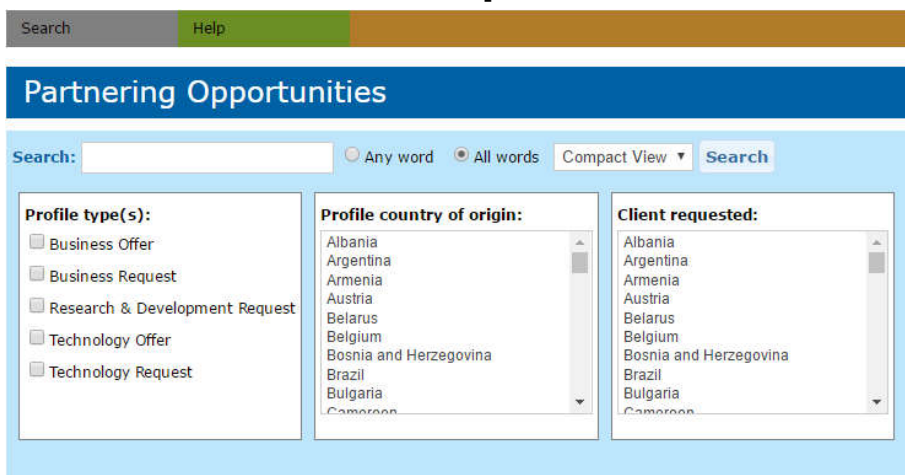 Search Help
Partnering Opportunities
Search: Any word All words Compact View Search
Profile type(s):
Business Offer
Business Request
Research & Development Request
Technology Offer
Technology Request
Profile country of origin:
Albania
Argentina
Armenia
Austria
Belarus
Belgium
Bosnia and Herzegovina
Brazil
Bulgaria
Cameroon
Client requested:
Albania
Argentina
Armenia
Austria
Belarus
Belgium
Bosnia and Herzegovina
Brazil
Bulgaria
Cameroon